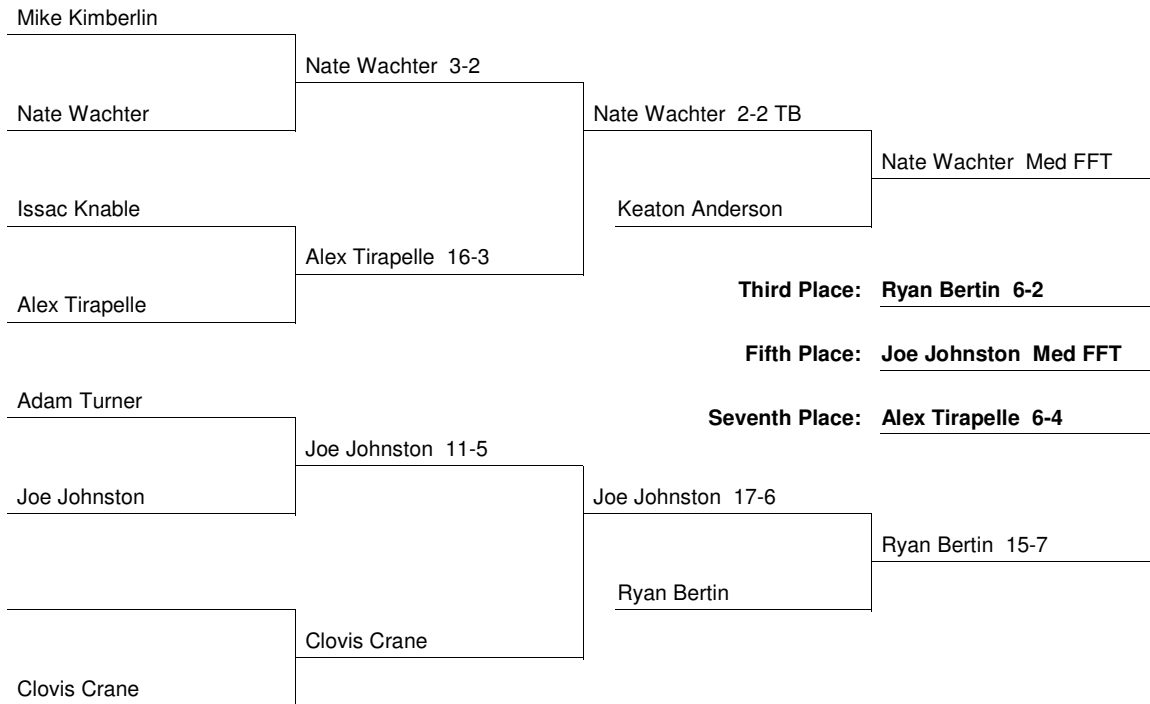 Mike Kimberlin
Nate Wachter 3-2
Nate Wachter
Nate Wachter 2-2 TB
Nate Wachter Med FFT
Issac Knable
Keaton Anderson
Alex Tirapelle 16-3
Alex Tirapelle
Third Place: Ryan Bertin 6-2
Fifth Place: Joe Johnston Med FFT
Adam Turner
Seventh Place: Alex Tirapelle 6-4
Joe Johnston 11-5
Joe Johnston
Joe Johnston 17-6
Ryan Bertin 15-7
Ryan Bertin
Clovis Crane
Clovis Crane